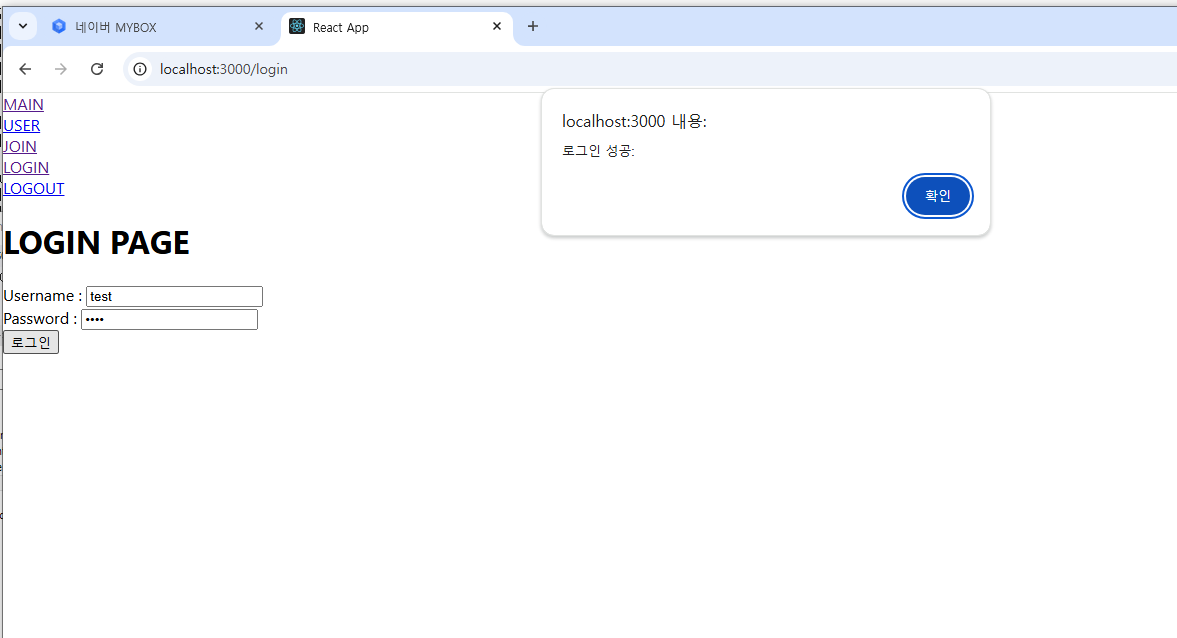 네이버 MYBOX
React App
localhost:3000/login
MAIN
USER
JOIN
LOGIN
LOGOUT
localhost:3000 내용:
로그인 성공:
확인
LOGIN PAGE
Username : test
Password : ••••
로그인